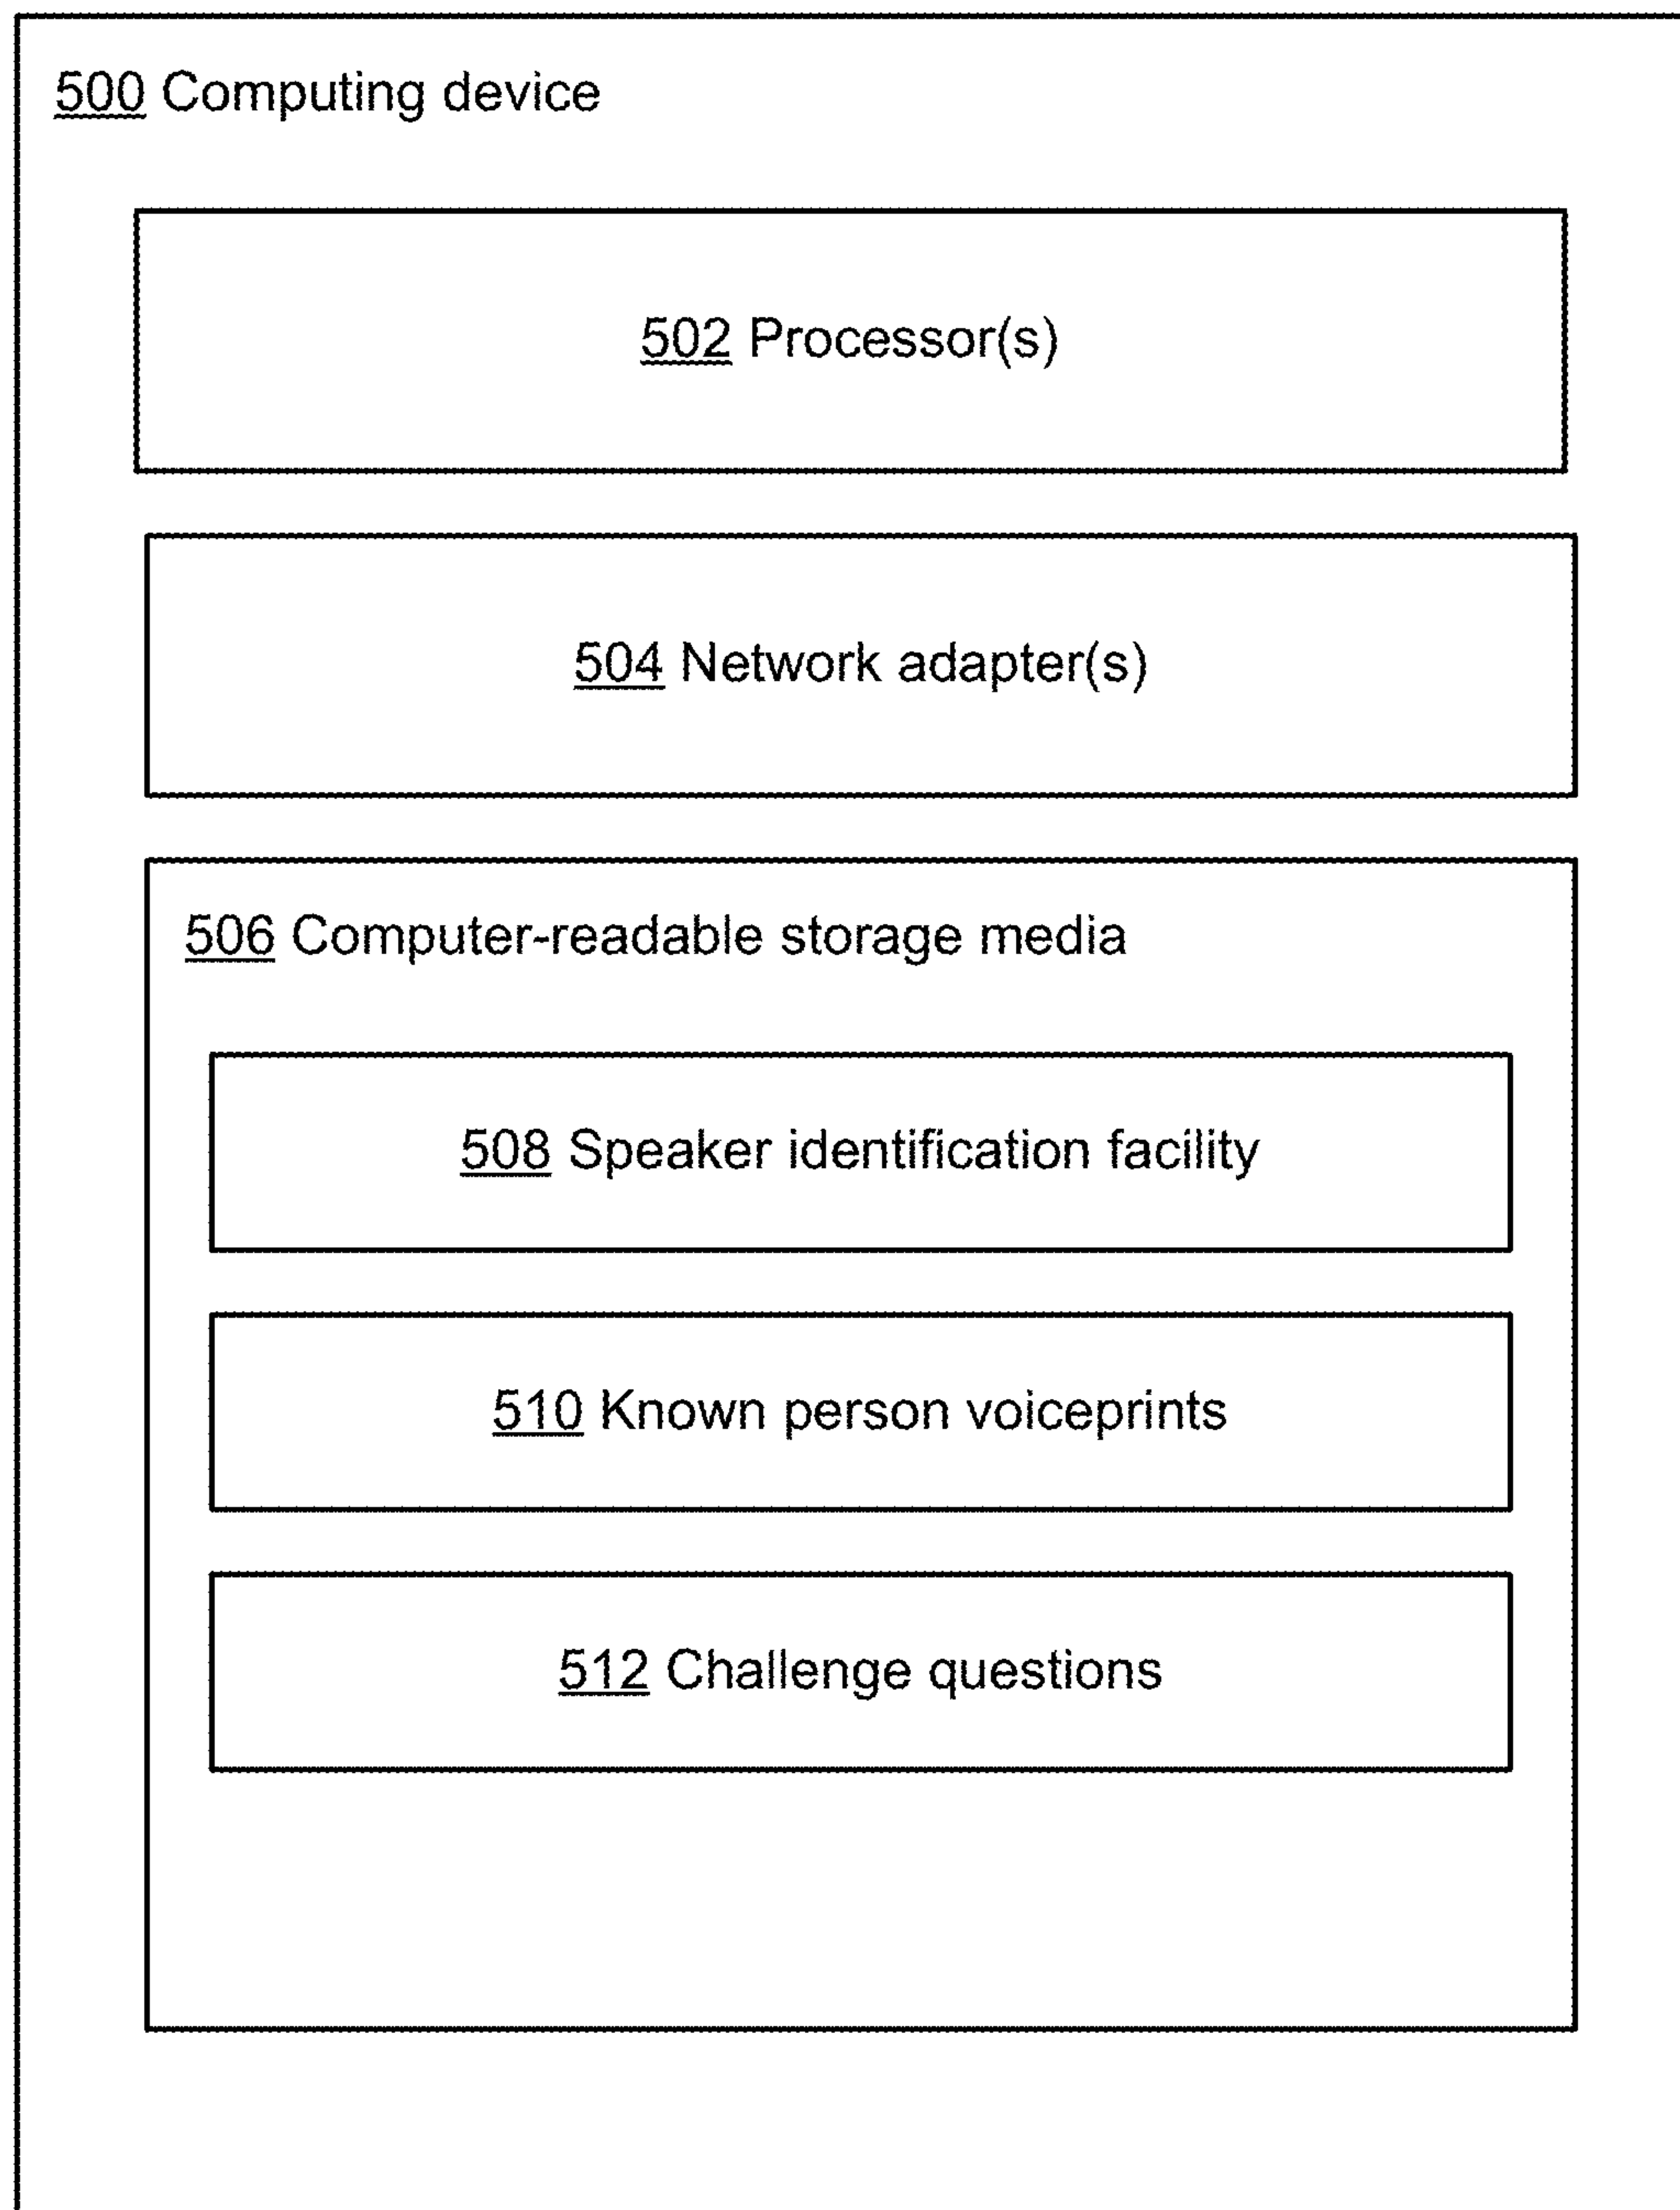 500 Computing device
502 Processor(s)
504 Network adapter(s)
506 Computer-readable storage media
508 Speaker identification facility
510 Known person voiceprints
512 Challenge questions